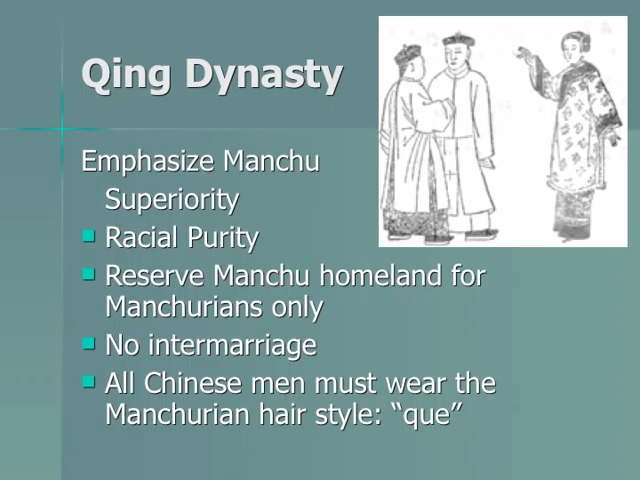 Qing Dynasty
Emphasize Manchu
Superiority
Racial Purity
Reserve Manchu homeland for
Manchurians only
No intermarriage
All Chinese men must wear the
Manchurian hair style: “que”